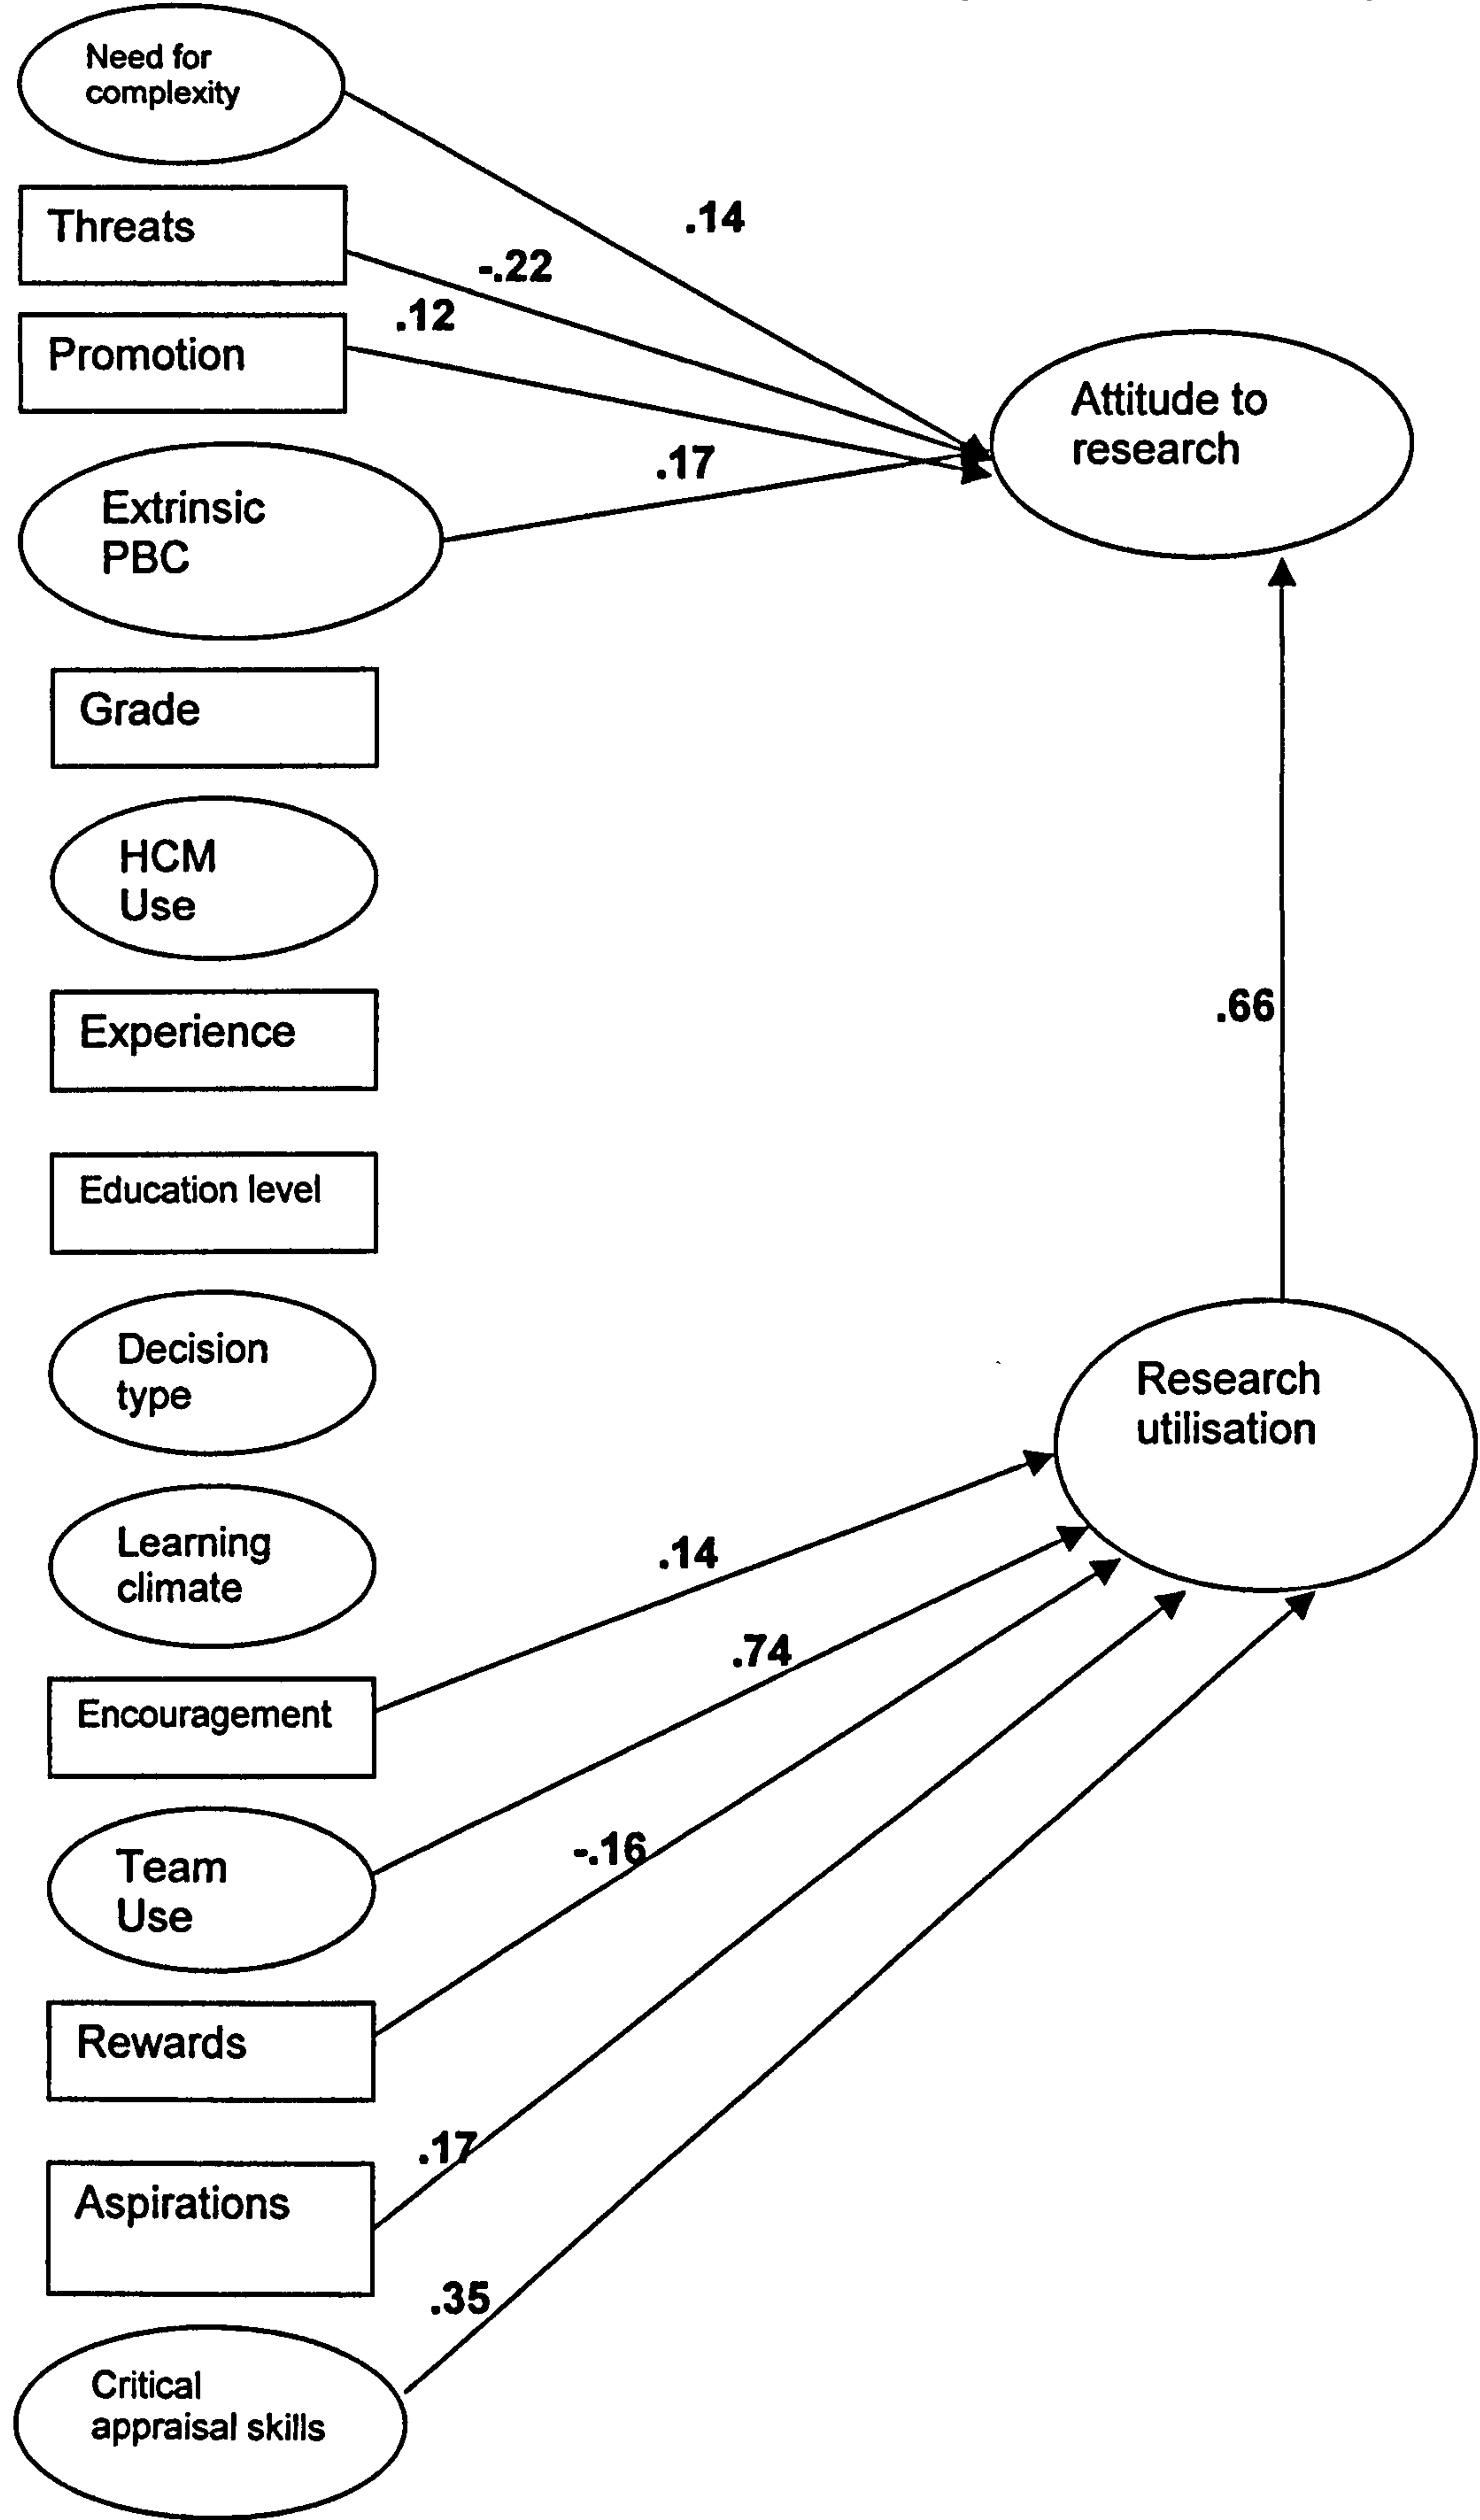 Need for
complexity
.14
Threats
-.22
.12
Promotion
Attitude to
research
.17
Extrinsic
PBC
Grade
HCM
Use
Experience
.66
Education level
Decision
type
Research
utilisation
Learning
climate
.14
Encouragement
.74
Team
Use
-.16
Rewards
.17
Aspirations
.35
Critical
appraisal skills